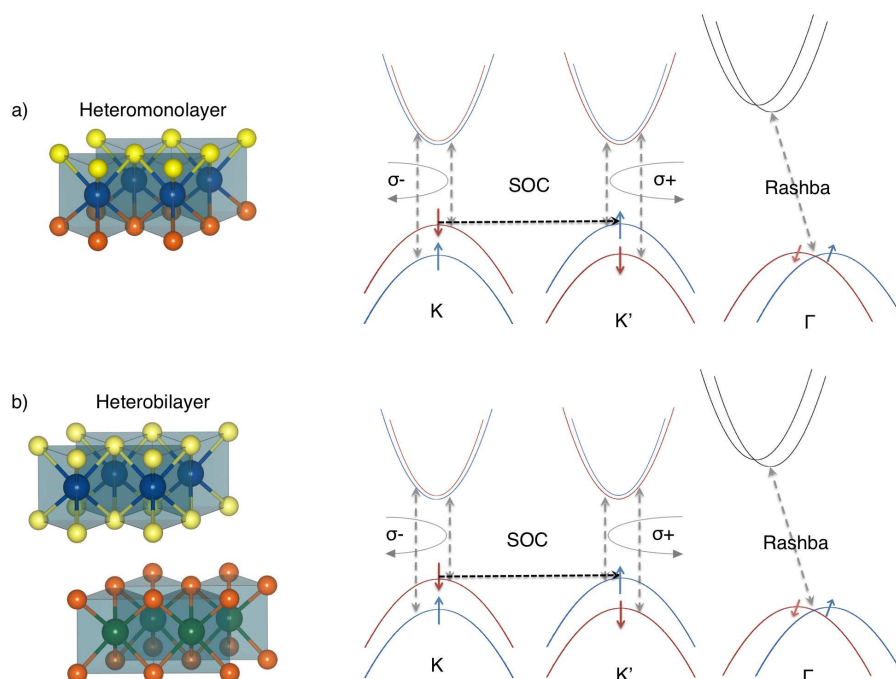 a)
Heteromonolayer
σ-
SOC
σ+
Rashba
K
K’
Γ
b)
Heterobilayer
σ-
SOC
σ+
Rashba
K
K’
Γ